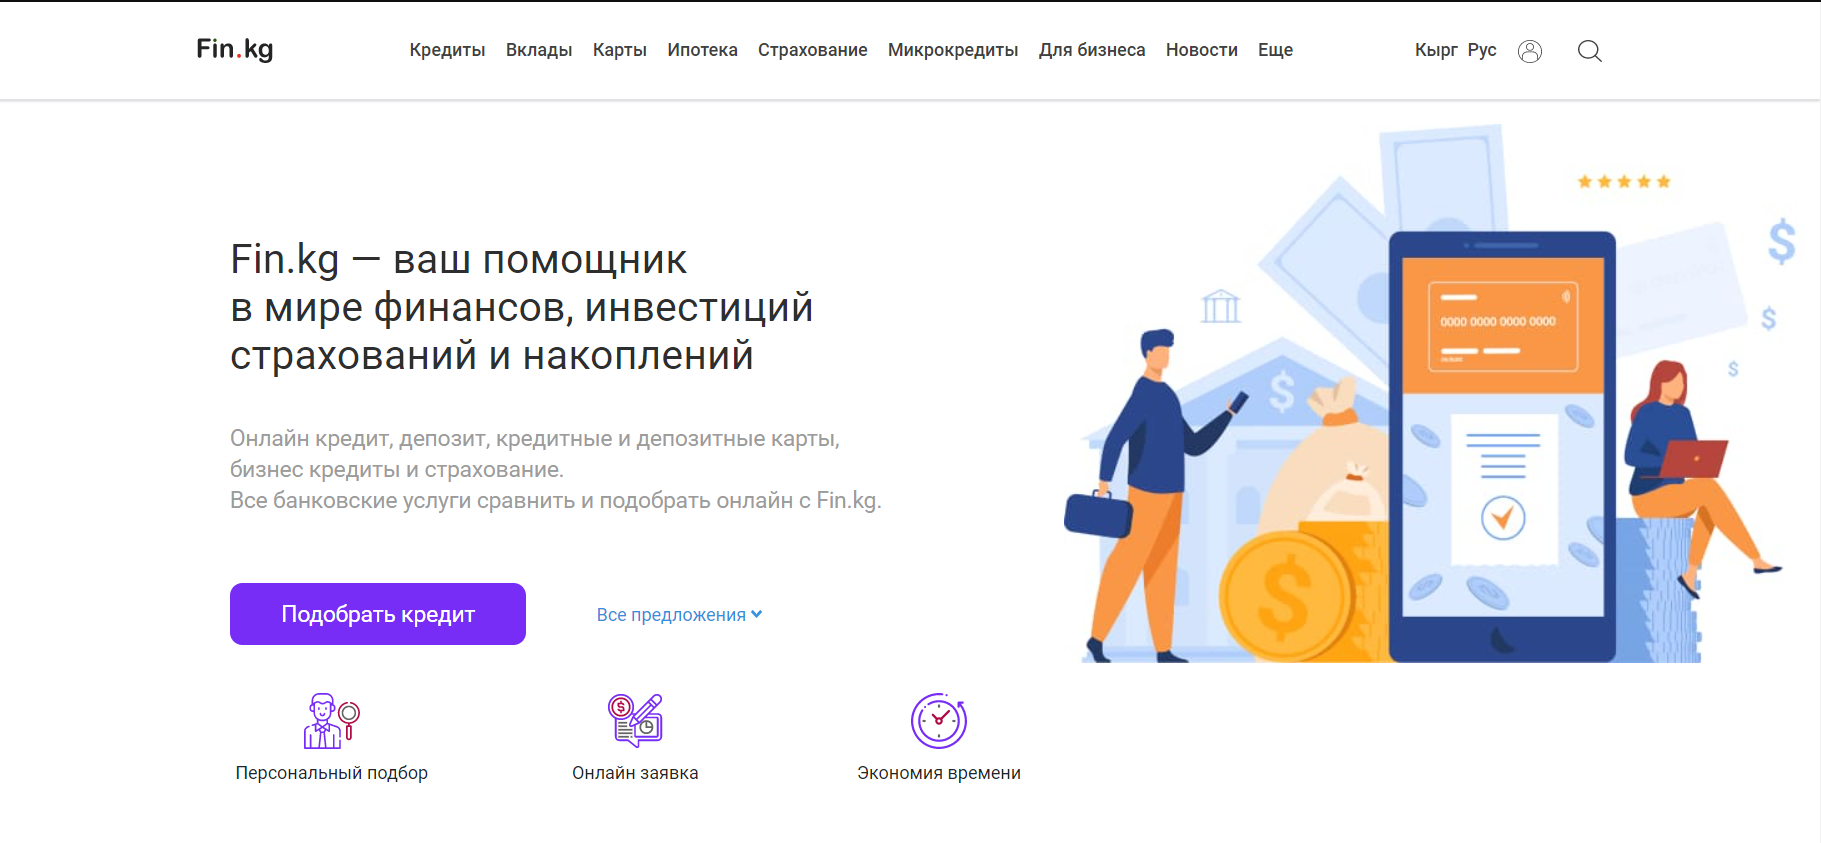 Fin.kg
Кредиты Вклады Карты Ипотека Страхование Микрокредиты Для бизнеса Новости Еще
Кырг Рус
Fin.kg — ваш помощник
в мире финансов, инвестиций
страхований и накоплений
Онлайн кредит, депозит, кредитные и депозитные карты,
бизнес кредиты и страхование.
Все банковские услуги сравнить и подобрать онлайн с Fin.kg.
Подобрать кредит
Все предложения
Персональный подбор
Онлайн заявка
Экономия времени
0000 0000 0000 0000
$
$
$
$
$
$